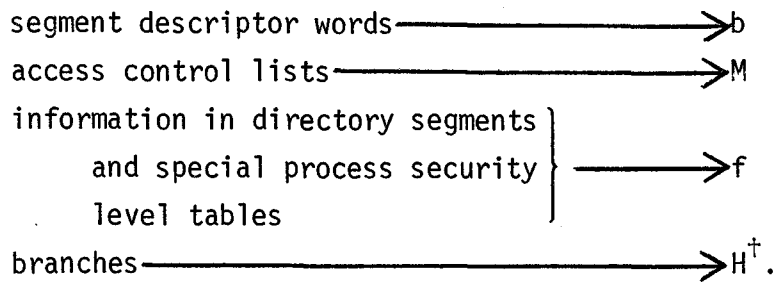 segment descriptor words → b
access control lists → M
information in directory segments
and special process security → f
level tables
branches → H†.